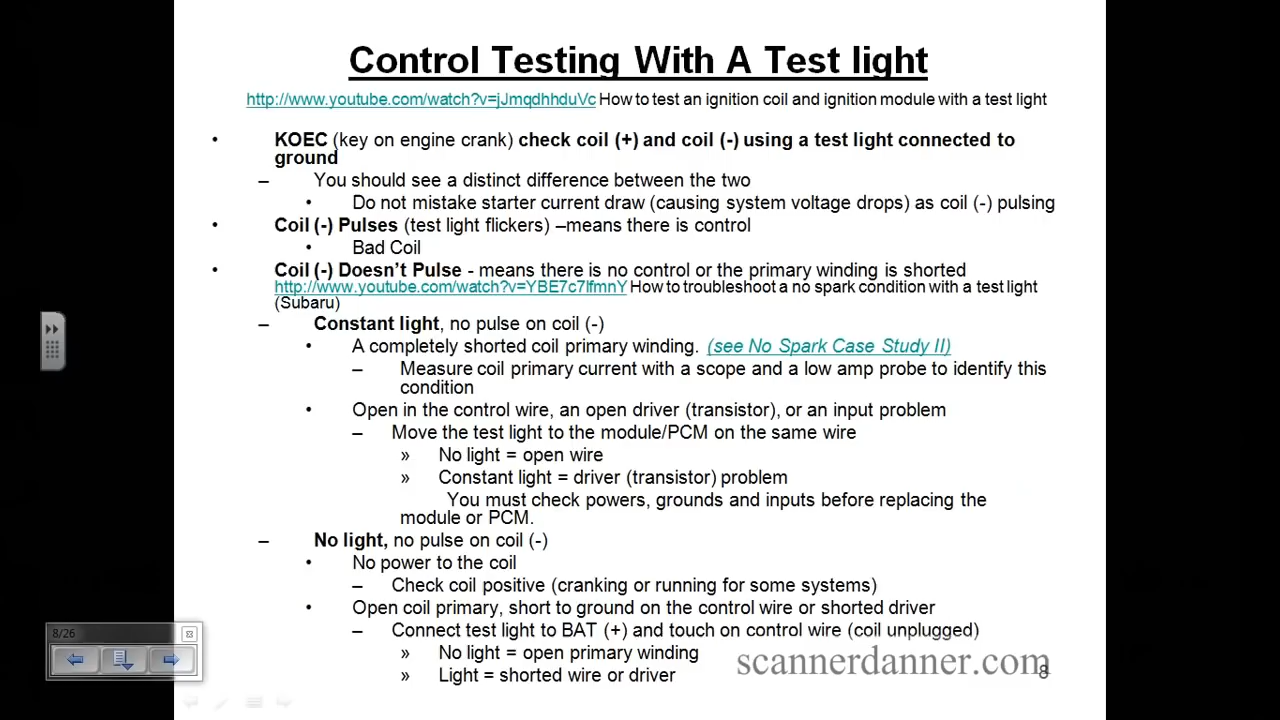 Control Testing With A Test light
http://www.youtube.com/watch?v=jJmqdhhduVc How to test an ignition coil and ignition module with a test light
• KOEC (key on engine crank) check coil (+) and coil (-) using a test light connected to
ground
– You should see a distinct difference between the two
• Do not mistake starter current draw (causing system voltage drops) as coil (-) pulsing
• Coil (-) Pulses (test light flickers) –means there is control
• Bad Coil
• Coil (-) Doesn't Pulse - means there is no control or the primary winding is shorted
http://www.youtube.com/watch?v=YBE7c7lfmnY How to troubleshoot a no spark condition with a test light
(Subaru)
– Constant light, no pulse on coil (-)
• A completely shorted coil primary winding. (see No Spark Case Study II)
– Measure coil primary current with a scope and a low amp probe to identify this
condition
• Open in the control wire, an open driver (transistor), or an input problem
– Move the test light to the module/PCM on the same wire
» No light = open wire
» Constant light = driver (transistor) problem
You must check powers, grounds and inputs before replacing the
module or PCM.
– No light, no pulse on coil (-)
• No power to the coil
– Check coil positive (cranking or running for some systems)
• Open coil primary, short to ground on the control wire or shorted driver
– Connect test light to BAT (+) and touch on control wire (coil unplugged)
» No light = open primary winding
» Light = shorted wire or driver
8/26
scannerdanner.com
8